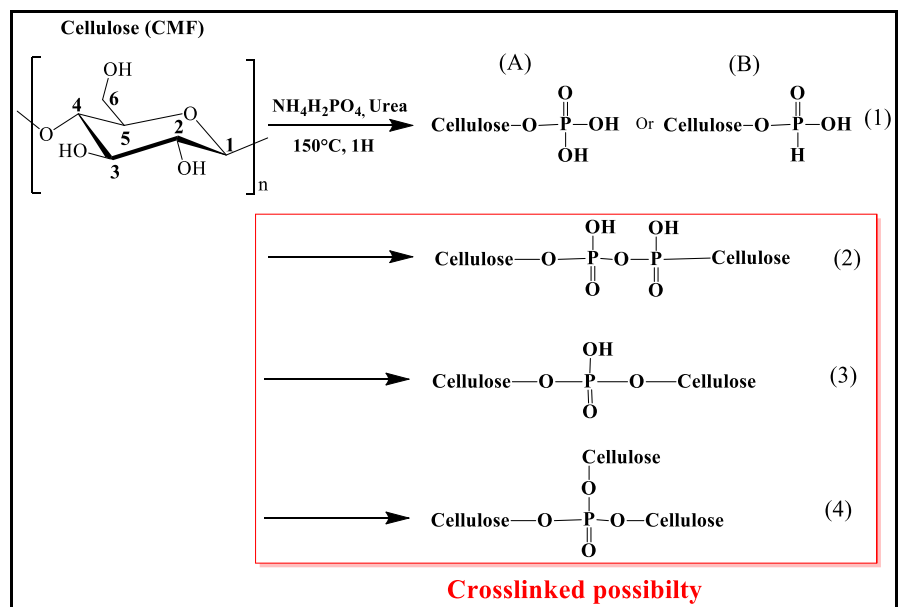 Cellulose (CMF)
OH
6
4
O
O
5
2
1
HO
3
OH
n
NH4H2PO4, Urea
150°C, 1H
(A)
(B)
O
Cellulose—O—P—OH
OH
Or
O
Cellulose—O—P—OH
H
(1)
OH OH
Cellulose—O—P—O—P—Cellulose
O O
(2)
OH
Cellulose—O—P—O—Cellulose
O
(3)
Cellulose
O
Cellulose—O—P—O—Cellulose
O
(4)
Crosslinked possibilty